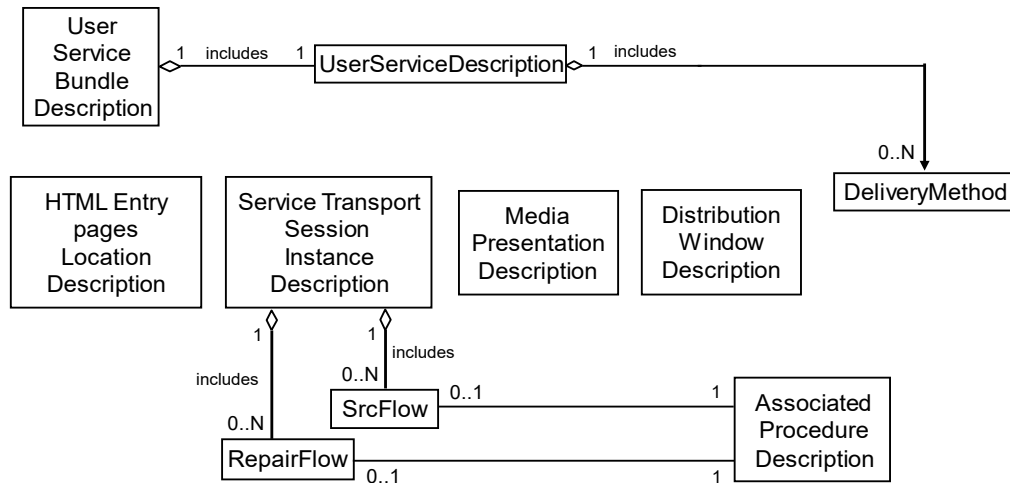 User
Service
Bundle
Description
1 includes 1
UserServiceDescription
1 includes
0..N
DeliveryMethod
HTML Entry
pages
Location
Description
Service Transport
Session
Instance
Description
Media
Presentation
Description
Distribution
Window
Description
1
includes
0..N
1
includes
0..N
SrcFlow
0..1
1
RepairFlow
0..1
1
Associated
Procedure
Description